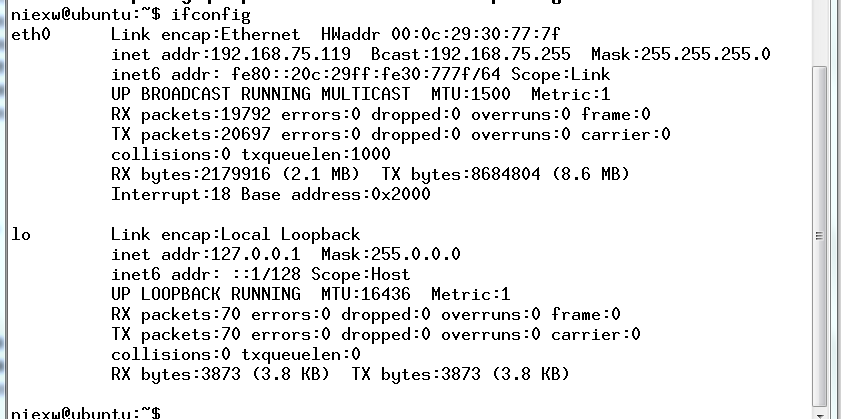 niexw@ubuntu:~$ ifconfig
eth0      Link encap:Ethernet  HWaddr 00:0c:29:30:77:7f
          inet addr:192.168.75.119  Bcast:192.168.75.255  Mask:255.255.255.0
          inet6 addr: fe80::20c:29ff:fe30:777f/64 Scope:Link
          UP BROADCAST RUNNING MULTICAST  MTU:1500  Metric:1
          RX packets:19792 errors:0 dropped:0 overruns:0 frame:0
          TX packets:20697 errors:0 dropped:0 overruns:0 carrier:0
          collisions:0 txqueuelen:1000
          RX bytes:2179916 (2.1 MB)  TX bytes:8684804 (8.6 MB)
          Interrupt:18 Base address:0x2000
lo        Link encap:Local Loopback
          inet addr:127.0.0.1  Mask:255.0.0.0
          inet6 addr: ::1/128 Scope:Host
          UP LOOPBACK RUNNING  MTU:16436  Metric:1
          RX packets:70 errors:0 dropped:0 overruns:0 frame:0
          TX packets:70 errors:0 dropped:0 overruns:0 carrier:0
          collisions:0 txqueuelen:0
          RX bytes:3873 (3.8 KB)  TX bytes:3873 (3.8 KB)
niexw@ubuntu:~$